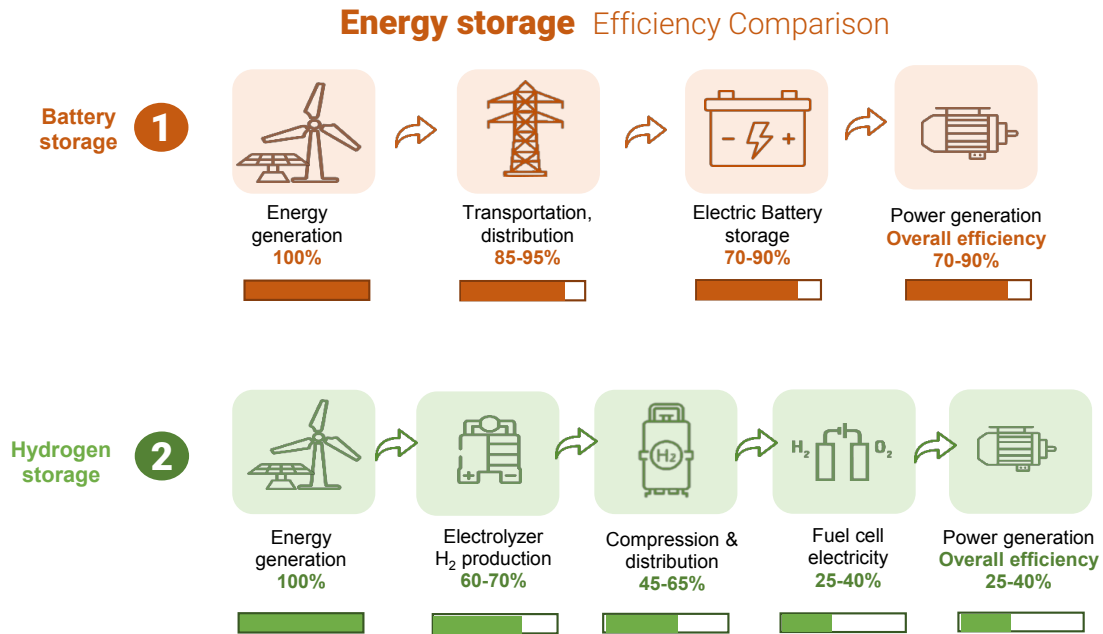 Energy storage Efficiency Comparison
Battery
storage
1
Energy
generation
100%
Transportation,
distribution
85-95%
Electric Battery
storage
70-90%
Power generation
Overall efficiency
70-90%
Hydrogen
storage
2
H₂
H₂
O₂
Energy
generation
100%
Electrolyzer
H₂ production
60-70%
Compression &
distribution
45-65%
Fuel cell
electricity
25-40%
Power generation
Overall efficiency
25-40%